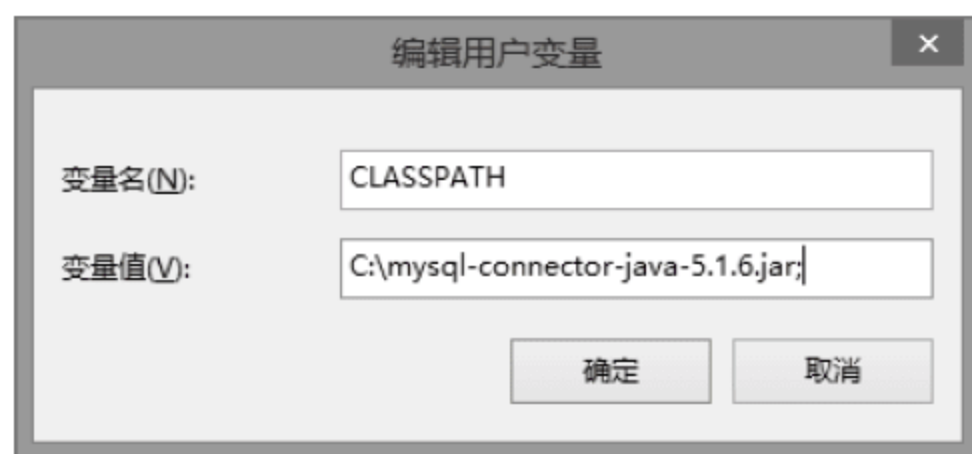 编辑用户变量
变量名(N):
CLASSPATH
变量值(V):
C:\mysql-connector-java-5.1.6.jar;
确定
取消